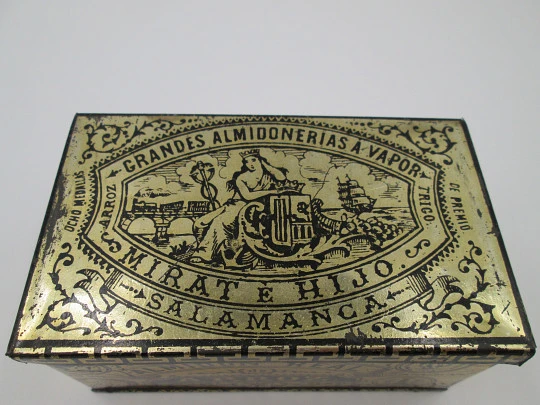 GRANDES ALMIDONERIAS A VAPOR
ARROZ
TRIGO
OCHO MEDALLAS
DE PREMIO
MIRAT É HIJO
SALAMANCA